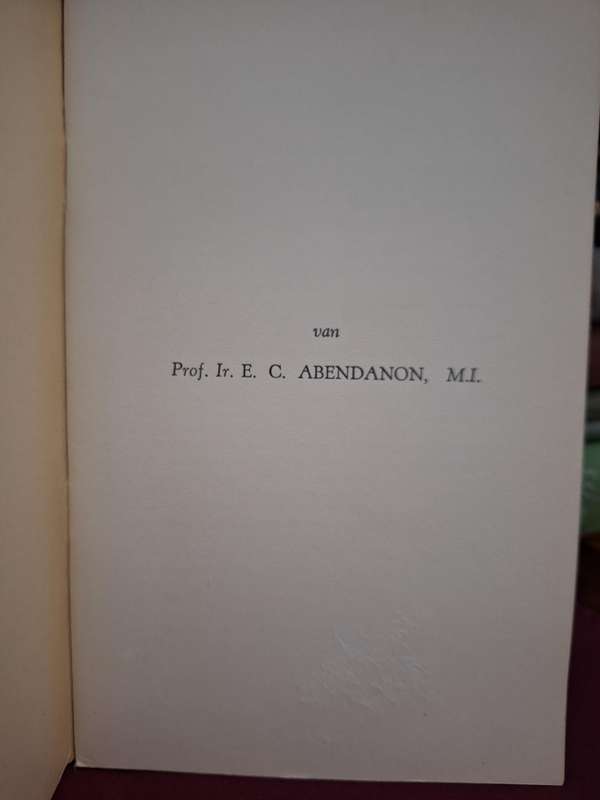 van
Prof. Ir. E. C. ABENDANON, M.I.